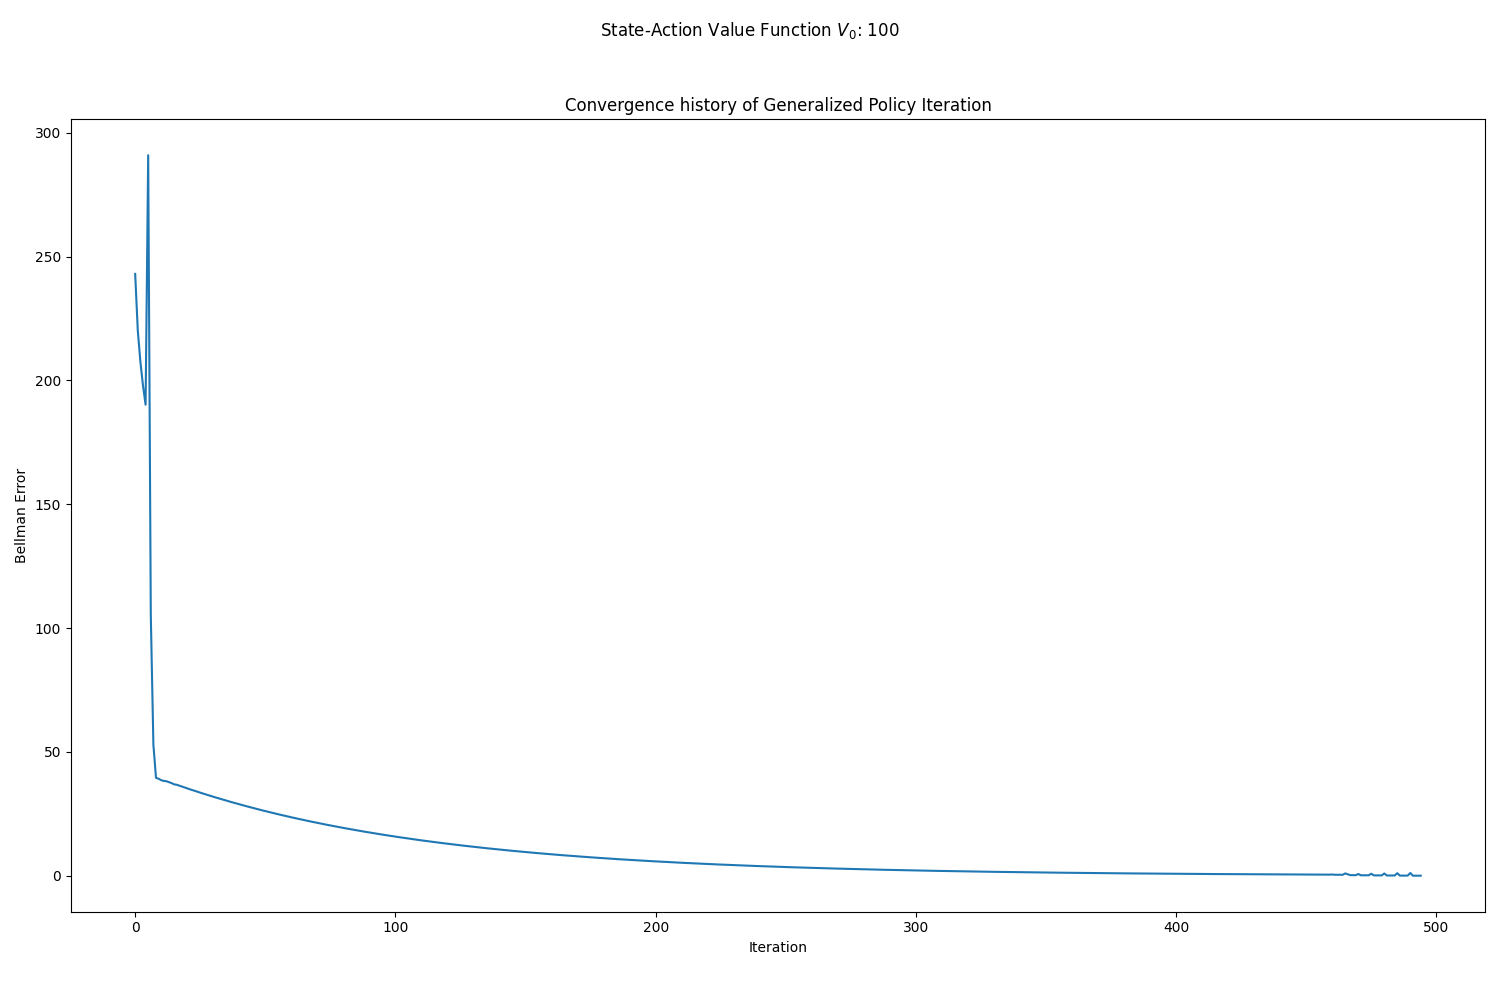 State-Action Value Function $V_0$: 100
Convergence history of Generalized Policy Iteration
300
250
200
150
100
50
0
Bellman Error
0 100 200 300 400 500
Iteration